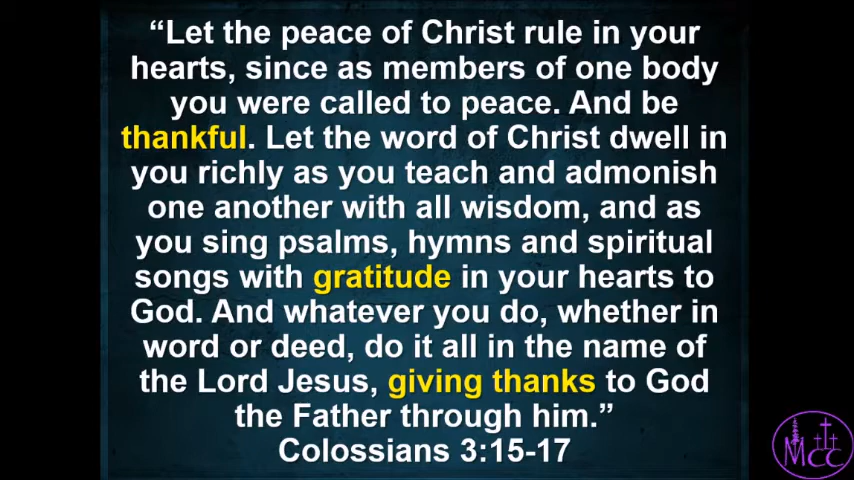 “Let the peace of Christ rule in your
hearts, since as members of one body
you were called to peace. And be
thankful. Let the word of Christ dwell in
you richly as you teach and admonish
one another with all wisdom, and as
you sing psalms, hymns and spiritual
songs with gratitude in your hearts to
God. And whatever you do, whether in
word or deed, do it all in the name of
the Lord Jesus, giving thanks to God
the Father through him.”
Colossians 3:15-17
MCC